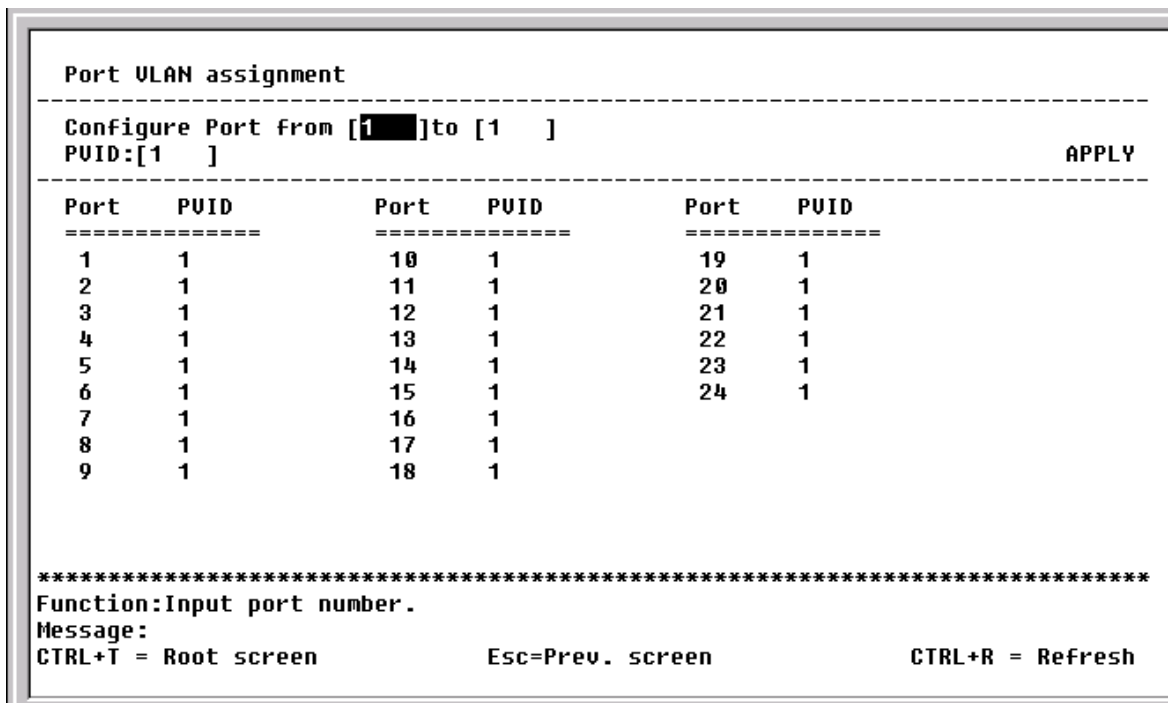 Port VLAN assignment
--------------------------------------------------------------------------------
Configure Port from [1   ]to [1   ]
PVID:[1   ] APPLY
--------------------------------------------------------------------------------
Port PVID Port PVID Port PVID
============== ============== ==============
1 1 10 1 19 1
2 1 11 1 20 1
3 1 12 1 21 1
4 1 13 1 22 1
5 1 14 1 23 1
6 1 15 1 24 1
7 1 16 1
8 1 17 1
9 1 18 1
********************************************************************************
Function:Input port number.
Message:
CTRL+T = Root screen Esc=Prev. screen CTRL+R = Refresh